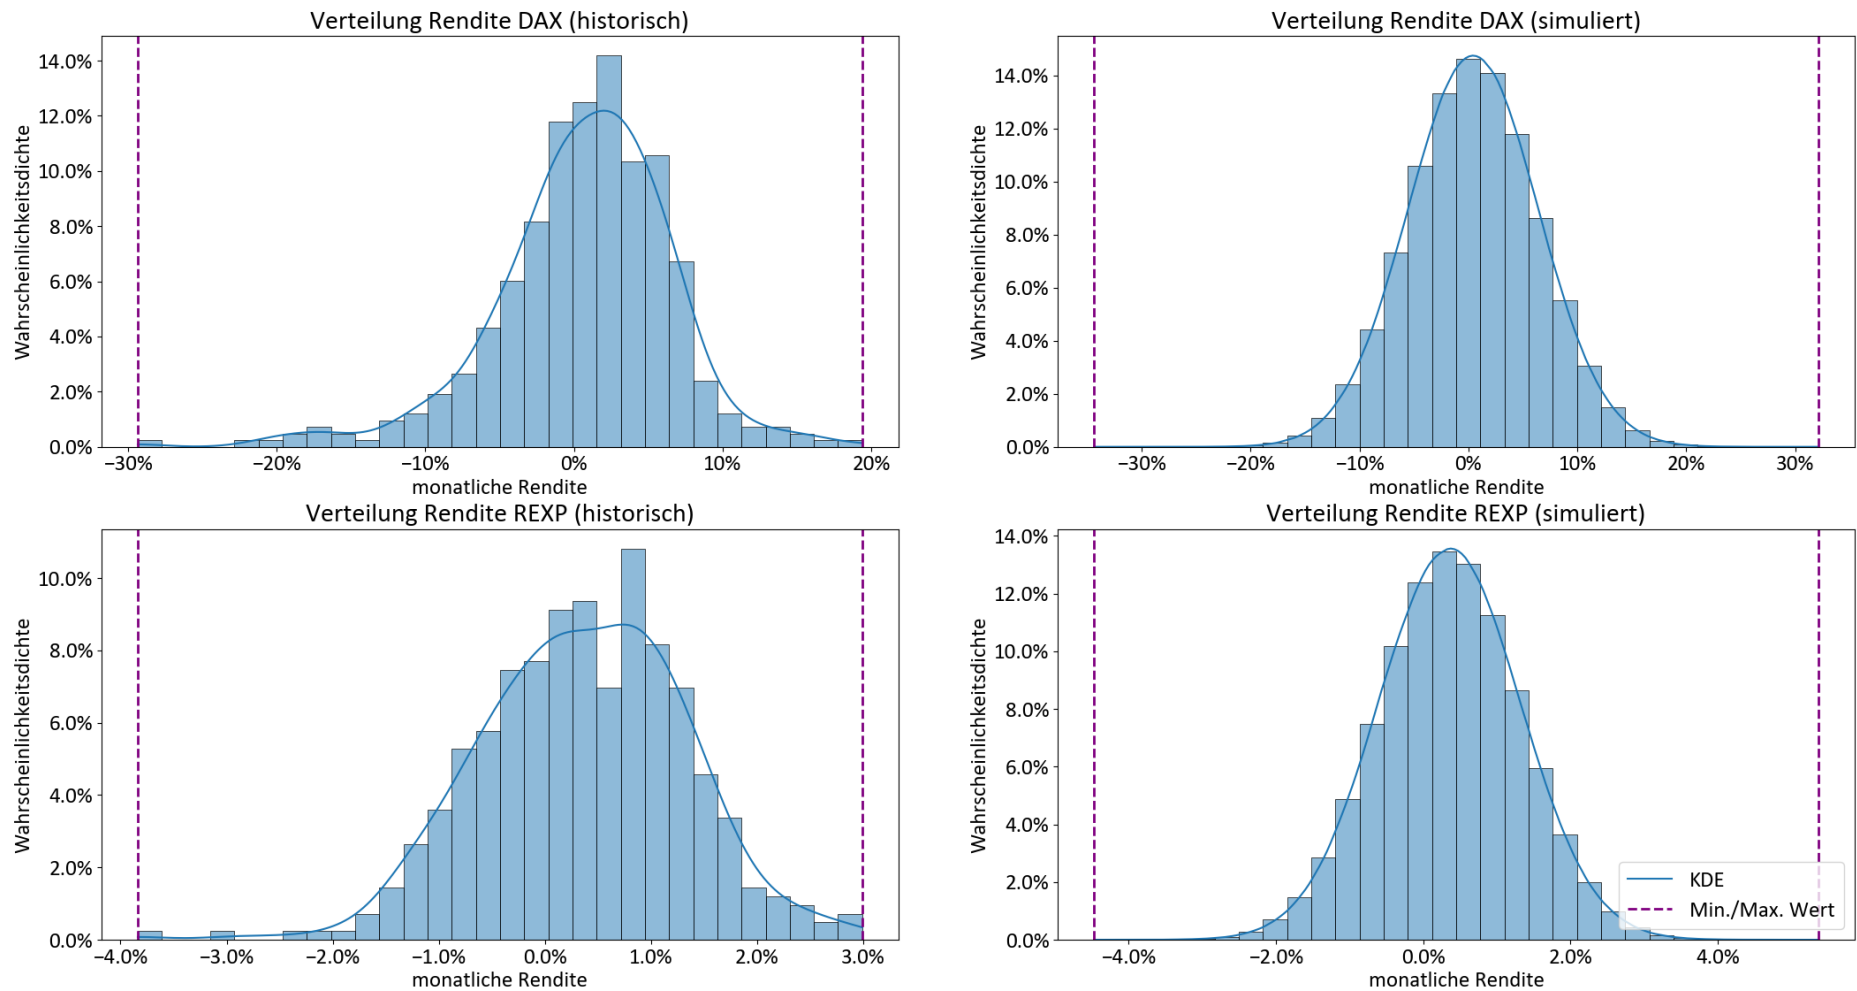 Verteilung Rendite DAX (historisch)
Wahrscheinlichkeitsdichte
14.0%
12.0%
10.0%
8.0%
6.0%
4.0%
2.0%
0.0%
−30% −20% −10% 0% 10% 20%
monatliche Rendite
Verteilung Rendite DAX (simuliert)
Wahrscheinlichkeitsdichte
14.0%
12.0%
10.0%
8.0%
6.0%
4.0%
2.0%
0.0%
−30% −20% −10% 0% 10% 20% 30%
monatliche Rendite
Verteilung Rendite REXP (historisch)
Wahrscheinlichkeitsdichte
10.0%
8.0%
6.0%
4.0%
2.0%
0.0%
−4.0% −3.0% −2.0% −1.0% 0.0% 1.0% 2.0% 3.0%
monatliche Rendite
Verteilung Rendite REXP (simuliert)
Wahrscheinlichkeitsdichte
14.0%
12.0%
10.0%
8.0%
6.0%
4.0%
2.0%
0.0%
KDE
Min./Max. Wert
−4.0% −2.0% 0.0% 2.0% 4.0%
monatliche Rendite